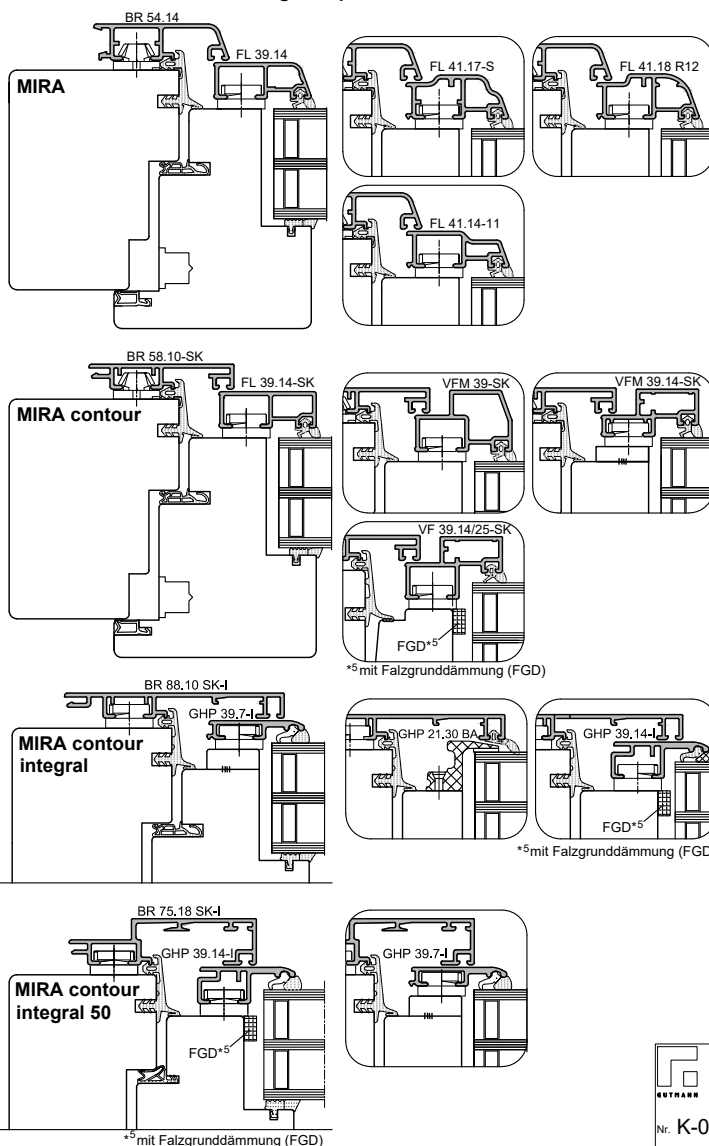 BR 54.14
FL 39.14
MIRA
FL 41.17-S
FL 41.18 R12
FL 41.14-11
BR 58.10-SK
FL 39.14-SK
MIRA contour
VFM 39-SK
VFM 39.14-SK
VF 39.14/25-SK
FGD*5
*5 mit Falzgrunddämmung (FGD)
BR 88.10 SK-I
GHP 39.7-I
MIRA contour
integral
GHP 21.30 BA
GHP 39.14-I
FGD*5
*5 mit Falzgrunddämmung (FGD
BR 75.18 SK-I
GHP 39.14-I
MIRA contour
integral 50
FGD*5
*5 mit Falzgrunddämmung (FGD)
GHP 39.7-I
GUTMANN
Nr. K-0